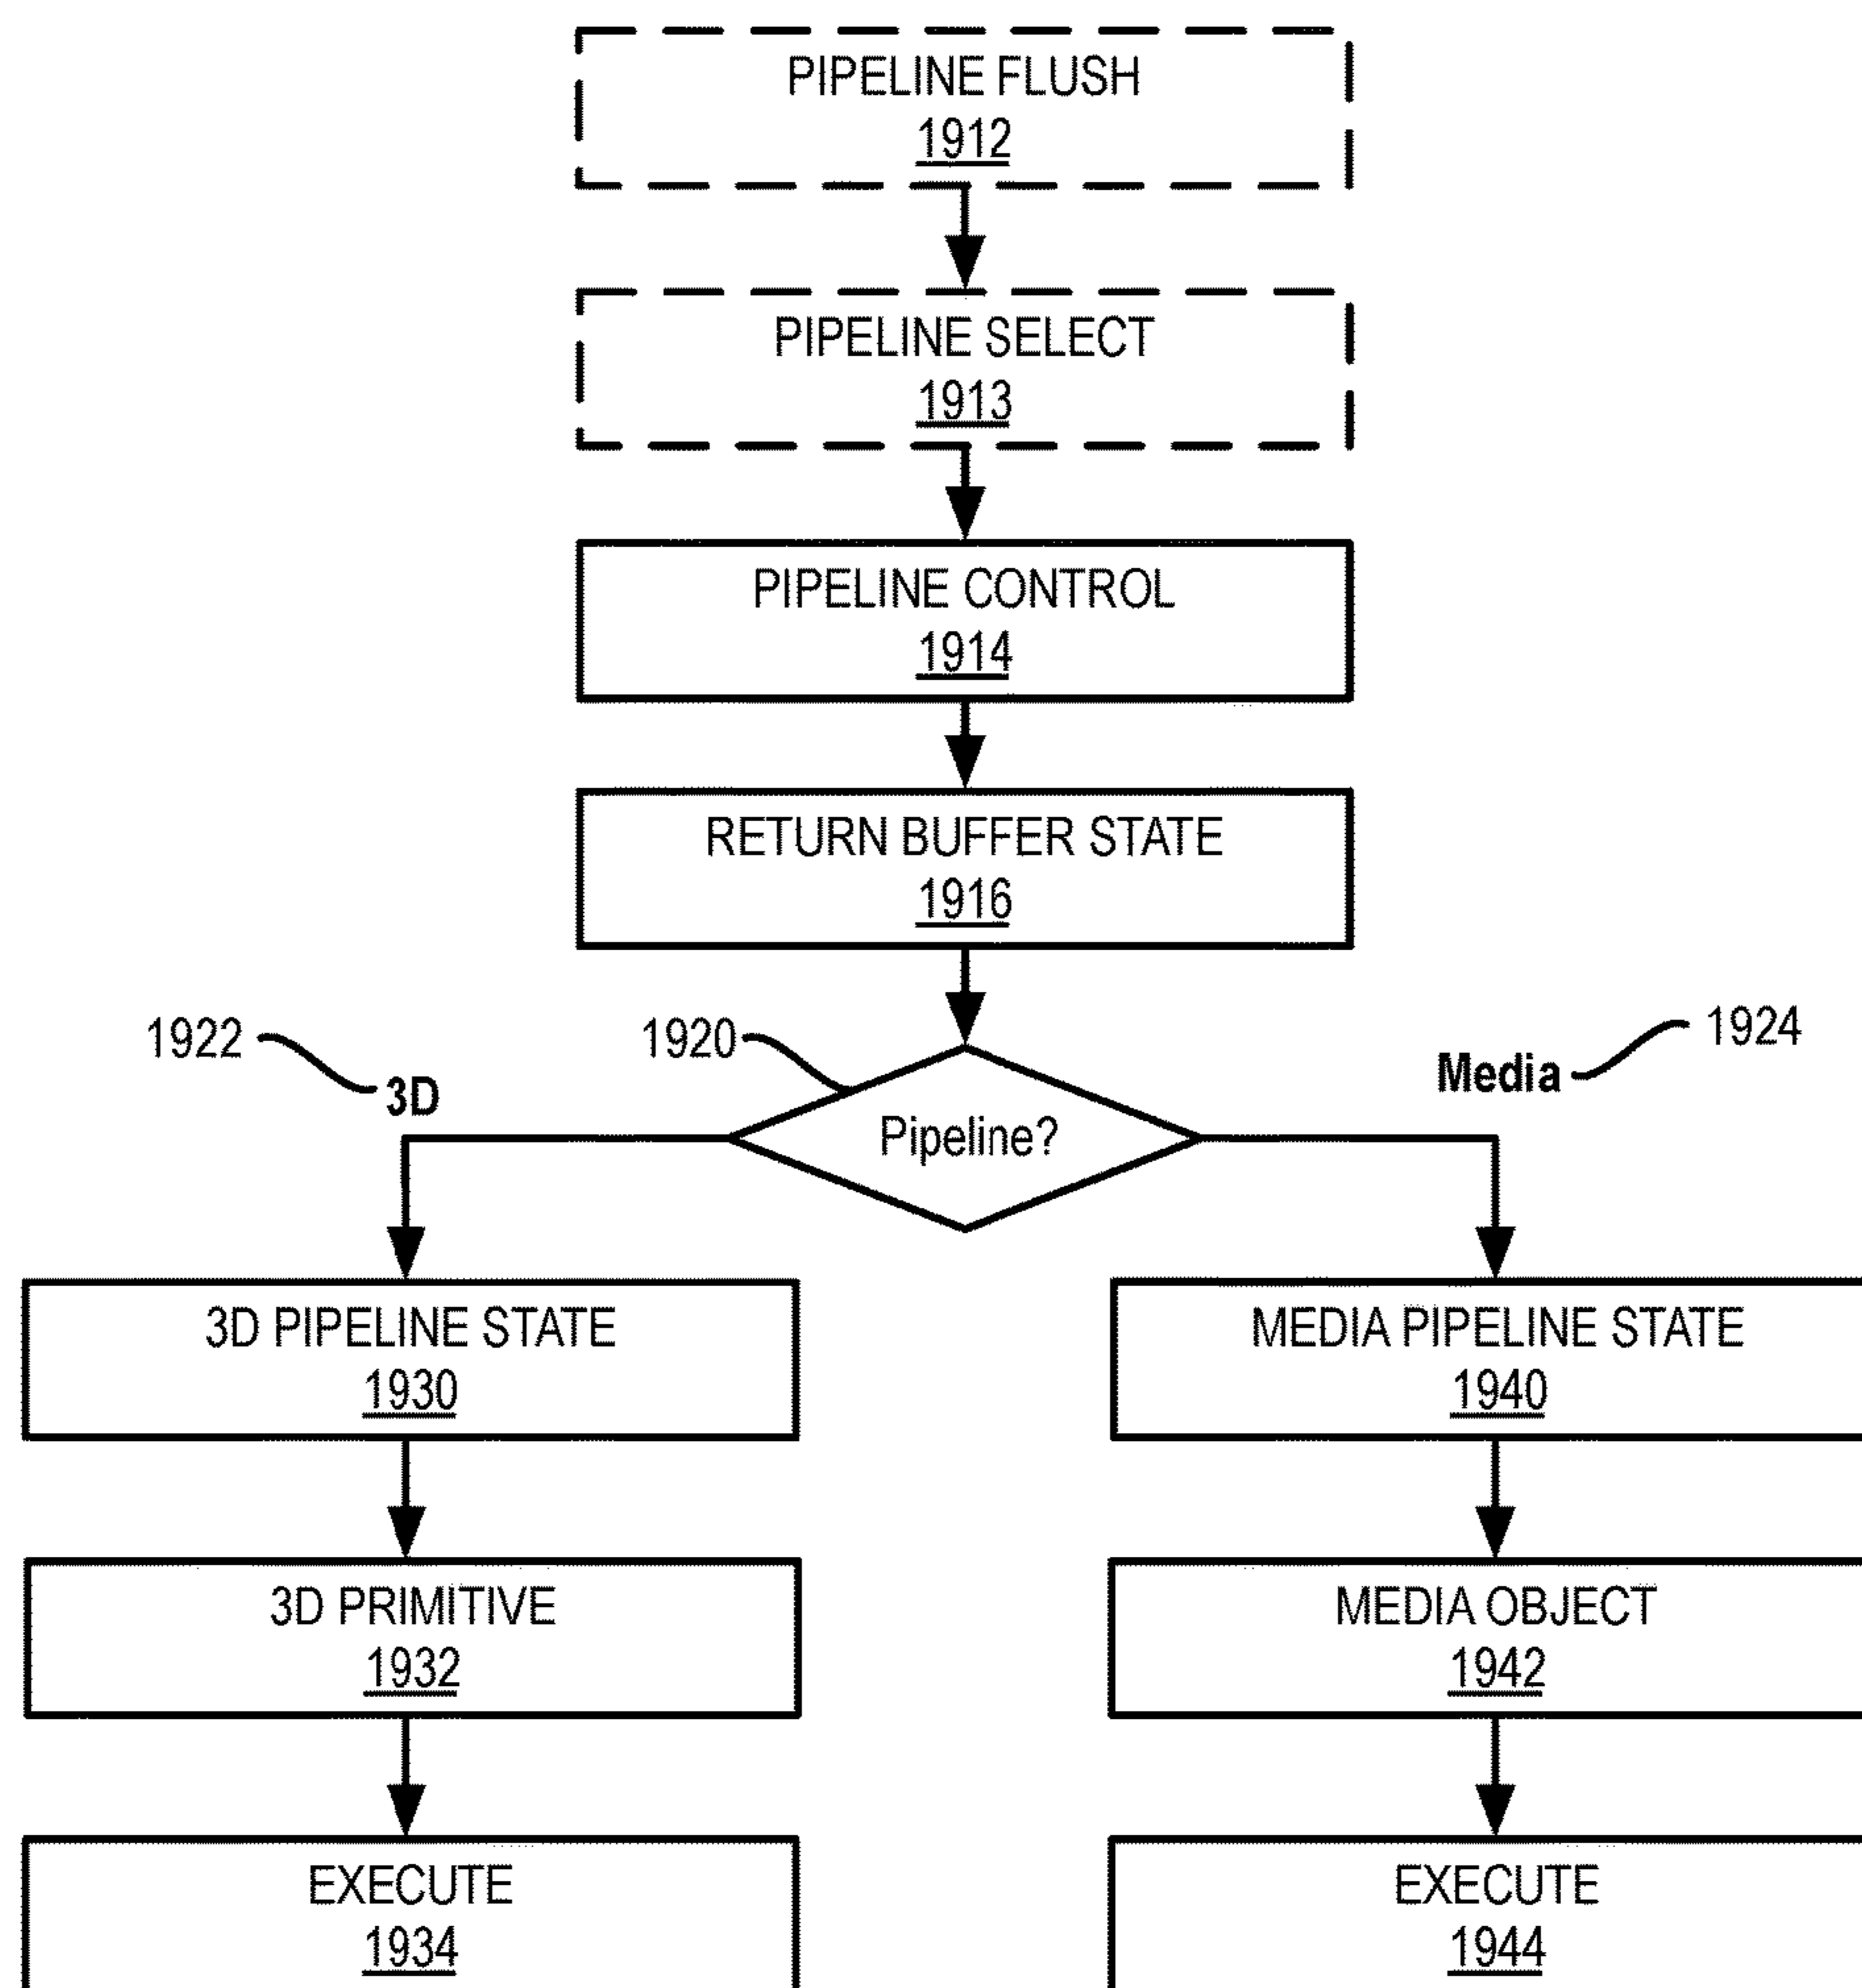 PIPELINE FLUSH
1912
PIPELINE SELECT
1913
PIPELINE CONTROL
1914
RETURN BUFFER STATE
1916
1922
3D
1920
Pipeline?
Media
1924
3D PIPELINE STATE
1930
MEDIA PIPELINE STATE
1940
3D PRIMITIVE
1932
MEDIA OBJECT
1942
EXECUTE
1934
EXECUTE
1944